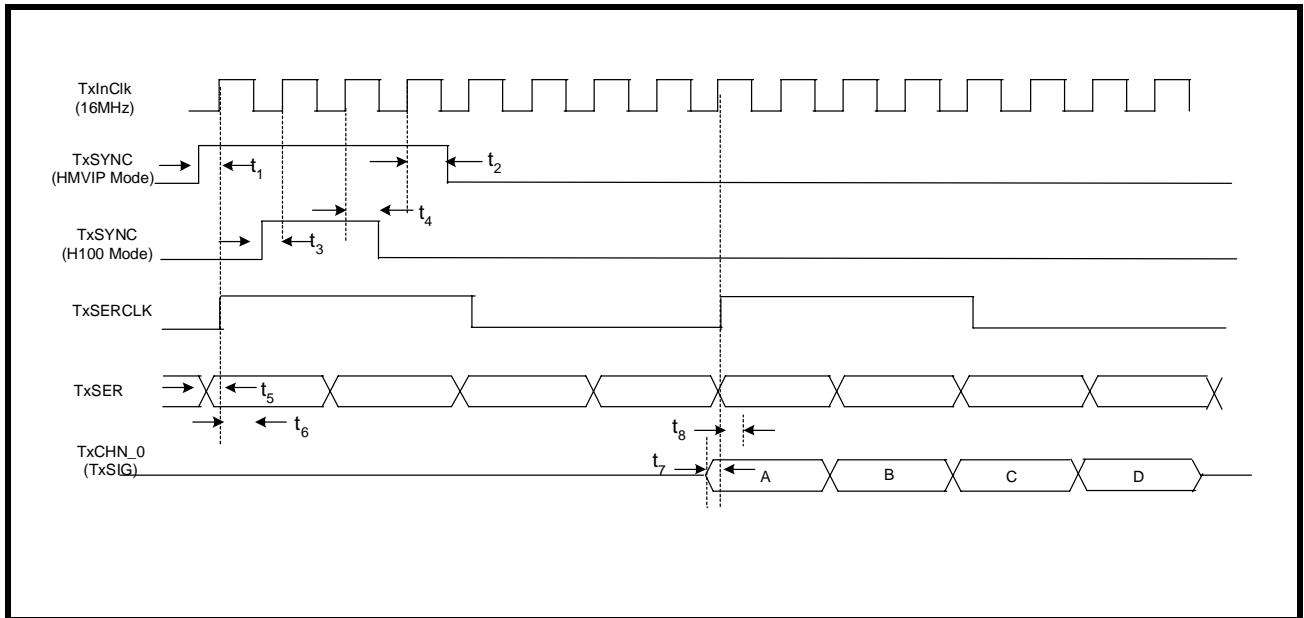 TxInClk
(16MHz)
TxSYNC
(HMVIP Mode)
t1
t2
TxSYNC
(H100 Mode)
t3
t4
TxSERCLK
TxSER
t5
t6
TxCHN_0
(TxSIG)
t7
t8
A
B
C
D